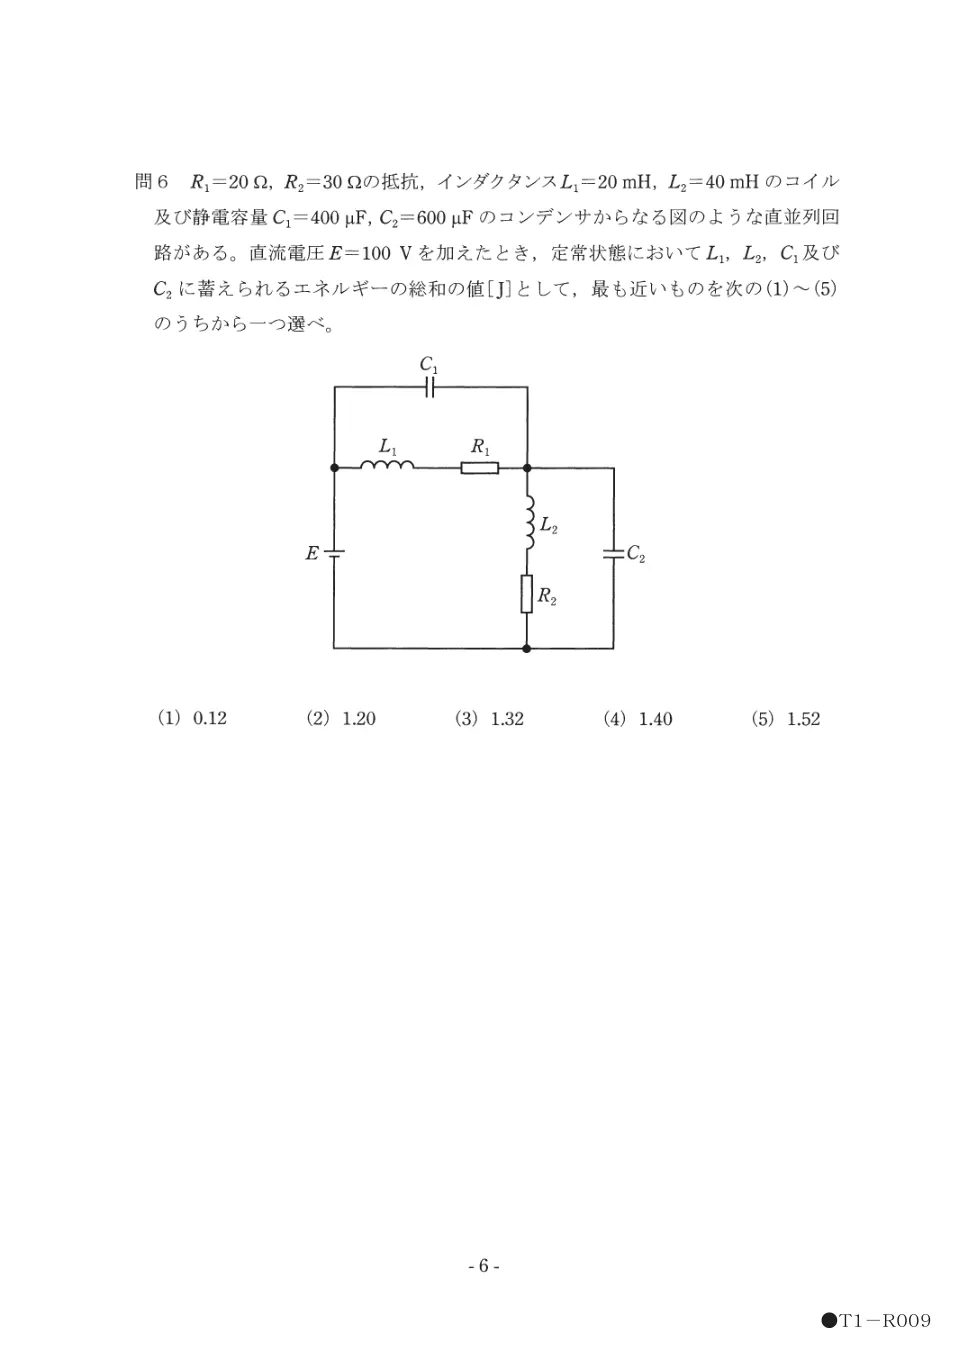 問6 R₁=20 Ω, R₂=30 Ωの抵抗，インダクタンスL₁=20 mH, L₂=40 mH のコイル
及び静電容量 C₁=400 μF, C₂=600 μF のコンデンサからなる図のような直並列回
路がある。直流電圧 E=100 V を加えたとき，定常状態において L₁，L₂，C₁及び
C₂ に蓄えられるエネルギーの総和の値[J]として，最も近いものを次の(1)～(5)
のうちから一つ選べ。
C₁
L₁ R₁
L₂
E C₂
R₂
(1) 0.12 (2) 1.20 (3) 1.32 (4) 1.40 (5) 1.52
- 6 -
●T1－R009